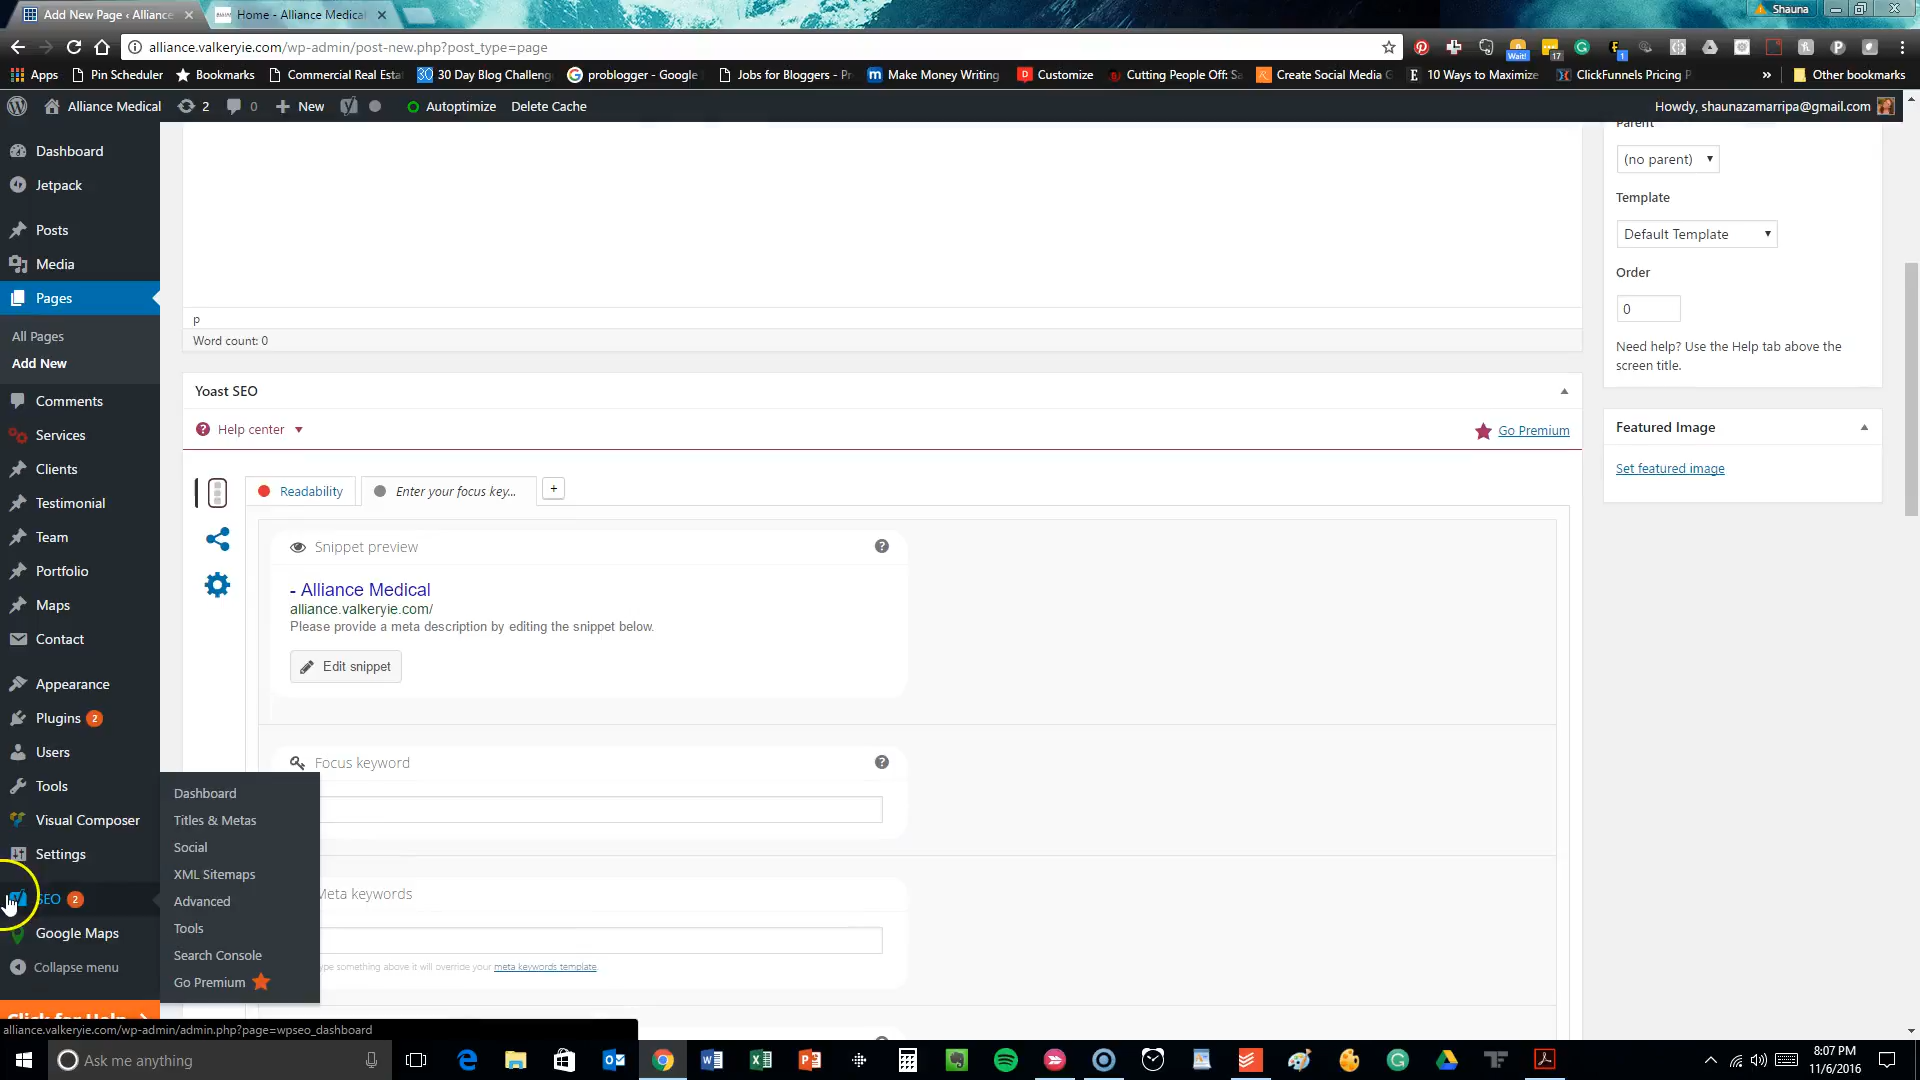 Add New Page ‹ Alliance
Home - Alliance Medical
Shauna
alliance.valkeryie.com/wp-admin/post-new.php?post_type=page
Apps
Pin Scheduler
Bookmarks
Commercial Real Esta
30 Day Blog Challeng
problogger - Google
Jobs for Bloggers - Pr
Make Money Writing
Customize
Cutting People Off: Sa
Create Social Media G
10 Ways to Maximize
ClickFunnels Pricing P
»
Other bookmarks
Alliance Medical
2
0
New
Autoptimize
Delete Cache
Howdy, shaunazamarripa@gmail.com
Dashboard
Jetpack
Posts
Media
Pages
All Pages
Add New
Comments
Services
Clients
Testimonial
Team
Portfolio
Maps
Contact
Appearance
Plugins 2
Users
Tools
Visual Composer
Settings
SEO 2
Google Maps
Collapse menu
Click for Help
Dashboard
Titles & Metas
Social
XML Sitemaps
Advanced
Tools
Search Console
Go Premium
p
Word count: 0
Yoast SEO
Help center
Go Premium
Readability
Enter your focus key...
+
Snippet preview
- Alliance Medical
alliance.valkeryie.com/
Please provide a meta description by editing the snippet below.
Edit snippet
Focus keyword
Meta keywords
ype something above it will override your meta keywords template.
Parent
(no parent)
Template
Default Template
Order
0
Need help? Use the Help tab above the
screen title.
Featured Image
Set featured image
alliance.valkeryie.com/wp-admin/admin.php?page=wpseo_dashboard
Ask me anything
8:07 PM
11/6/2016